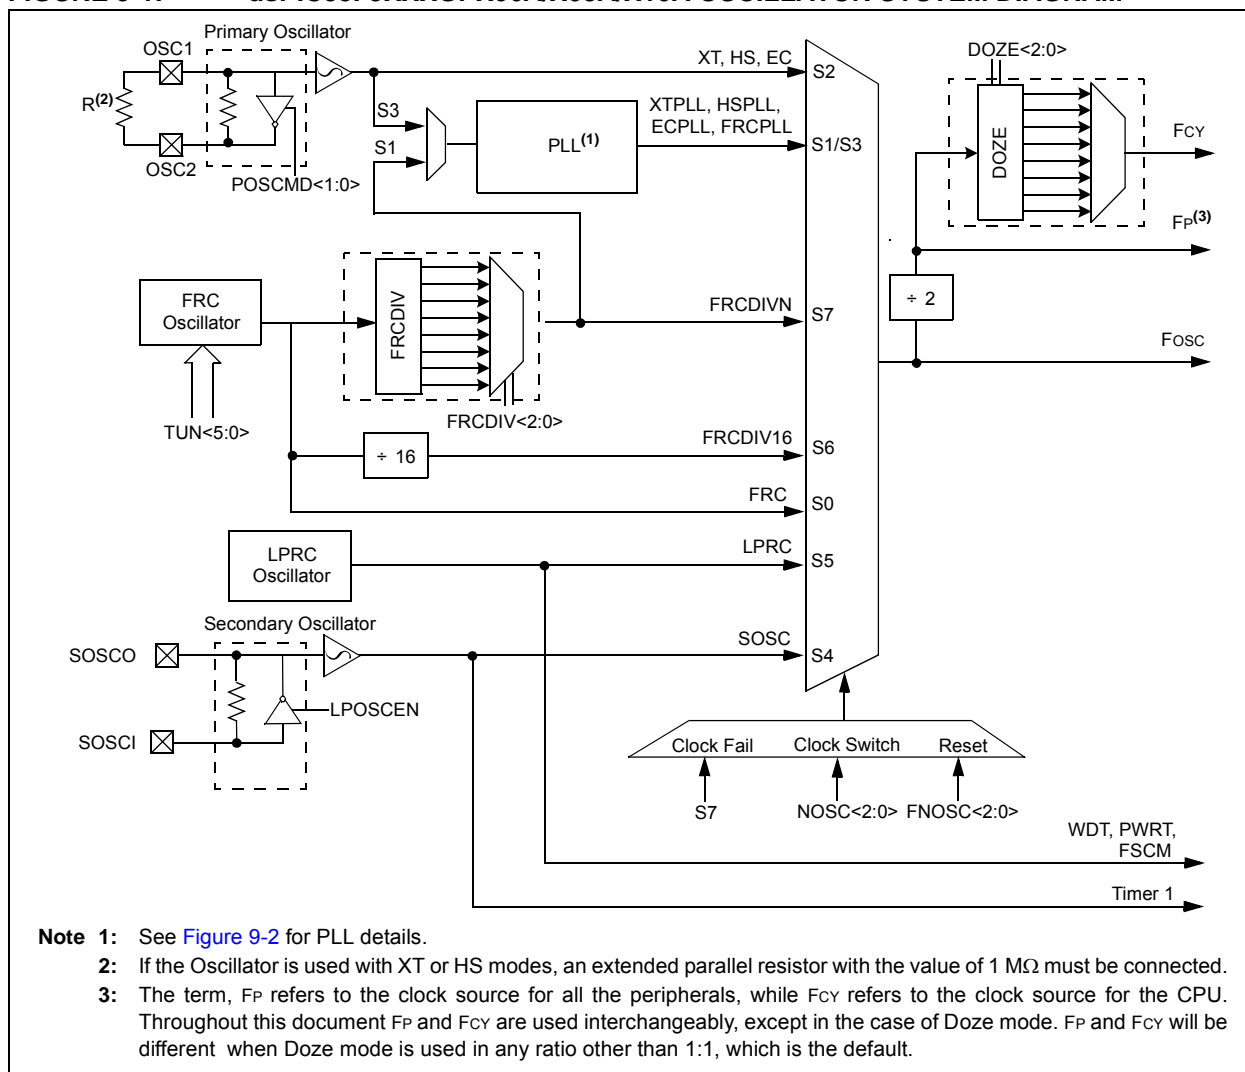 Primary Oscillator
OSC1
R(2)
OSC2
POSCMD<1:0>
S3
S1
PLL(1)
XT, HS, EC
S2
XTPLL, HSPLL,
ECPLL, FRCPLL
S1/S3
DOZE<2:0>
DOZE
FCY
FP(3)
÷ 2
FOSC
FRC
Oscillator
TUN<5:0>
FRCDIV
FRCDIV<2:0>
FRCDIVN
S7
÷ 16
FRCDIV16
S6
FRC
S0
LPRC
Oscillator
LPRC
S5
Secondary Oscillator
SOSCO
SOSCI
LPOSCEN
SOSC
S4
Clock Fail
Clock Switch
Reset
S7
NOSC<2:0>
FNOSC<2:0>
WDT, PWRT,
FSCM
Timer 1
Note 1: See Figure 9-2 for PLL details.
2: If the Oscillator is used with XT or HS modes, an extended parallel resistor with the value of 1 MΩ must be connected.
3: The term, FP refers to the clock source for all the peripherals, while FCY refers to the clock source for the CPU.
Throughout this document FP and FCY are used interchangeably, except in the case of Doze mode. FP and FCY will be
different when Doze mode is used in any ratio other than 1:1, which is the default.